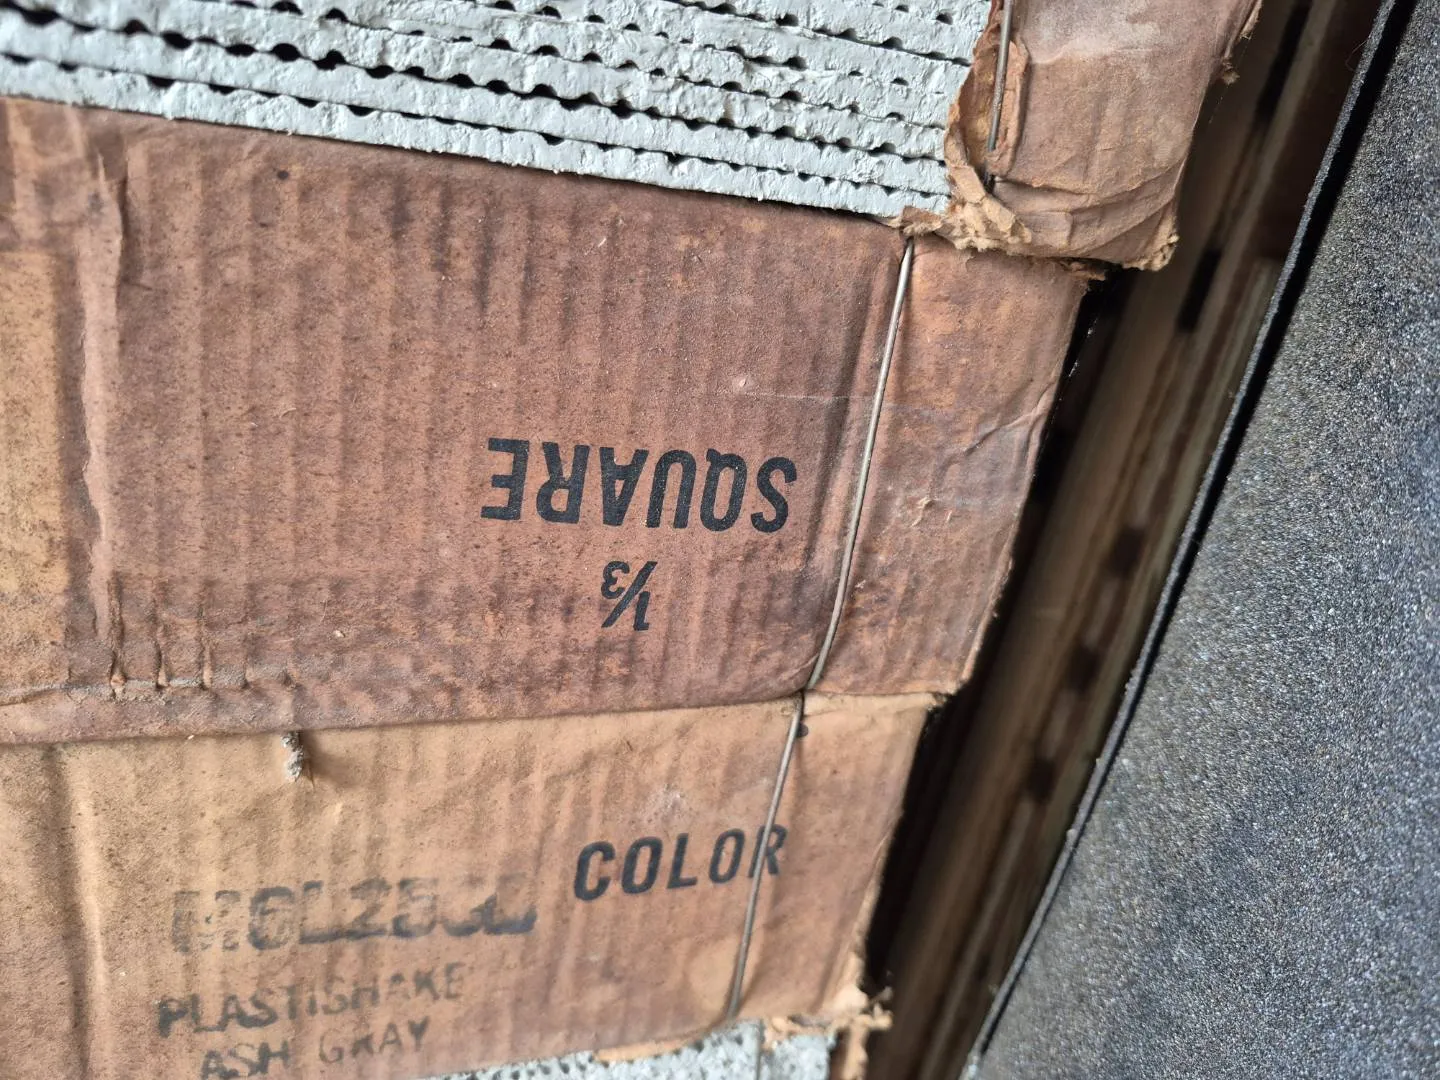 1/3
SQUARE
COLOR
PLASTISHAKE
ASH GRAY